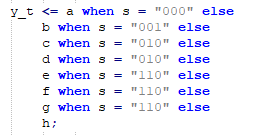 y_t <= a when s = "000" else
b when s = "001" else
c when s = "010" else
d when s = "010" else
e when s = "110" else
f when s = "110" else
g when s = "110" else
h;